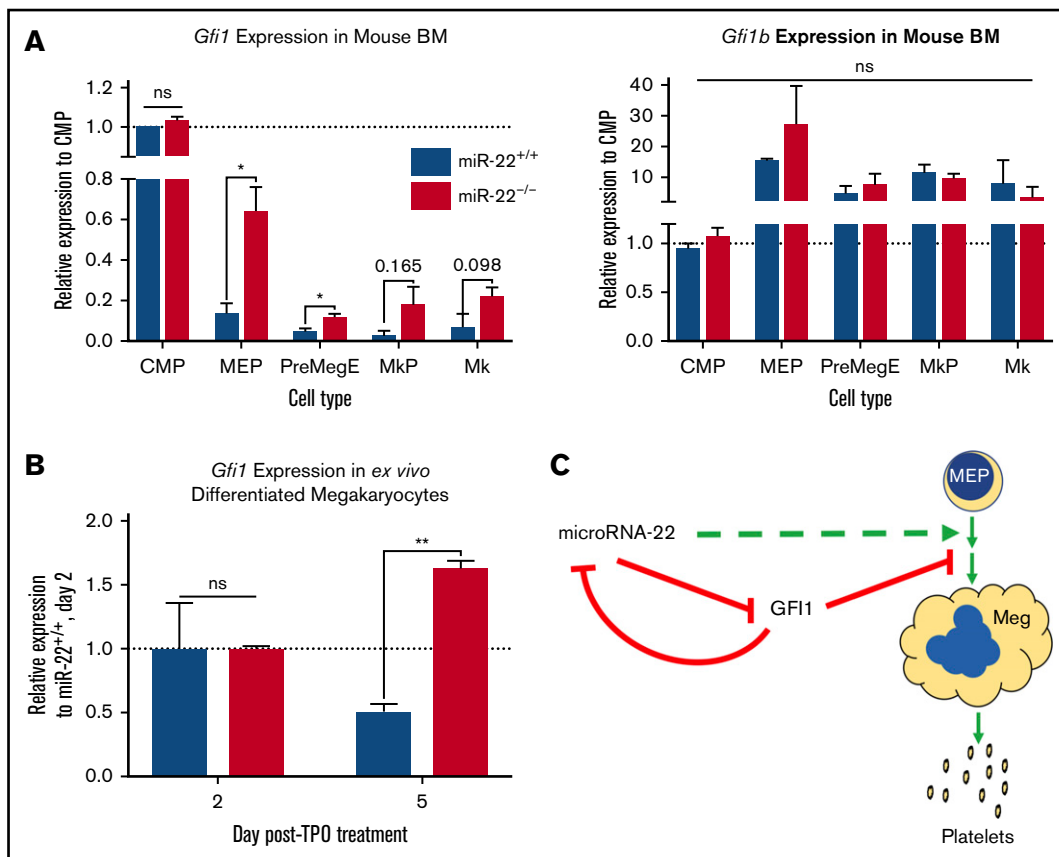 A
Gfi1 Expression in Mouse BM
Relative expression to CMP
1.2
1.0
0.8
0.6
0.4
0.2
0.0
ns
*
*
0.165
0.098
miR-22+/+
miR-22−/−
CMP
MEP
PreMegE
MkP
Mk
Cell type
Gfi1b Expression in Mouse BM
Relative expression to CMP
40
30
20
10
1.0
0.0
ns
CMP
MEP
PreMegE
MkP
Mk
Cell type
B
Gfi1 Expression in ex vivo
Differentiated Megakaryocytes
Relative expression
to miR-22+/+, day 2
2.0
1.5
1.0
0.5
0.0
ns
**
2
5
Day post-TPO treatment
C
MEP
microRNA-22
GFI1
Meg
Platelets